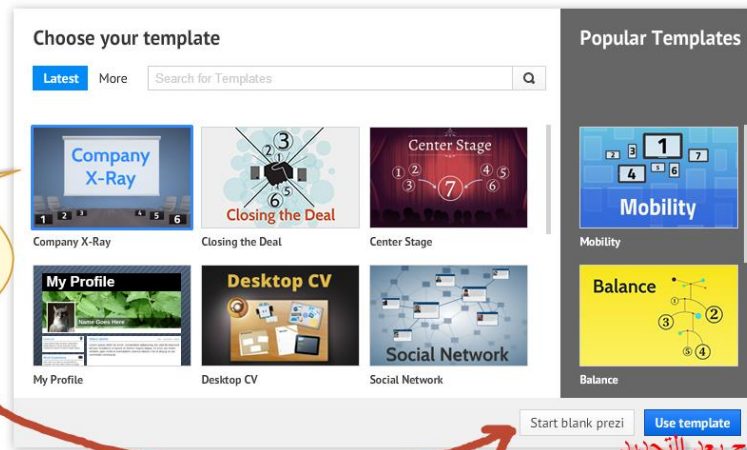 Choose your template
Popular Templates
Latest
More
Search for Templates
Company
X-Ray
1 2 3 4 5 6
Company X-Ray
3
2
1
5
6
Closing the Deal
Closing the Deal
Center Stage
1 2 3 7 4 5 6
Center Stage
1
2 3 7
4 5 6
Mobility
Mobility
My Profile
Name Goes Here
My Profile
Desktop CV
Desktop CV
Social Network
Social Network
Balance
1
3 2
5 4
Balance
Start blank prezi
Use template
بعد التحديد